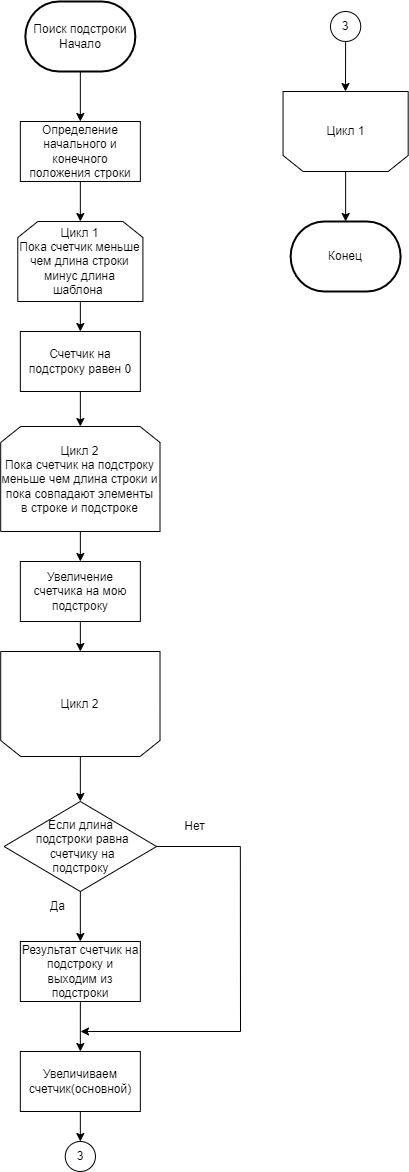 Поиск подстроки
Начало
Определение
начального и
конечного
положения строки
Цикл 1
Пока счетчик меньше
чем длина строки
минус длина
шаблона
Счетчик на
подстроку равен 0
Цикл 2
Пока счетчик на подстроку
меньше чем длина строки и
пока совпадают элементы
в строке и подстроке
Увеличение
счетчика на мою
подстроку
Цикл 2
Если длина
подстроки равна
счетчику на
подстроку
Нет
Да
Результат счетчик на
подстроку и
выходим из
подстроки
Увеличиваем
счетчик(основной)
3
3
Цикл 1
Конец